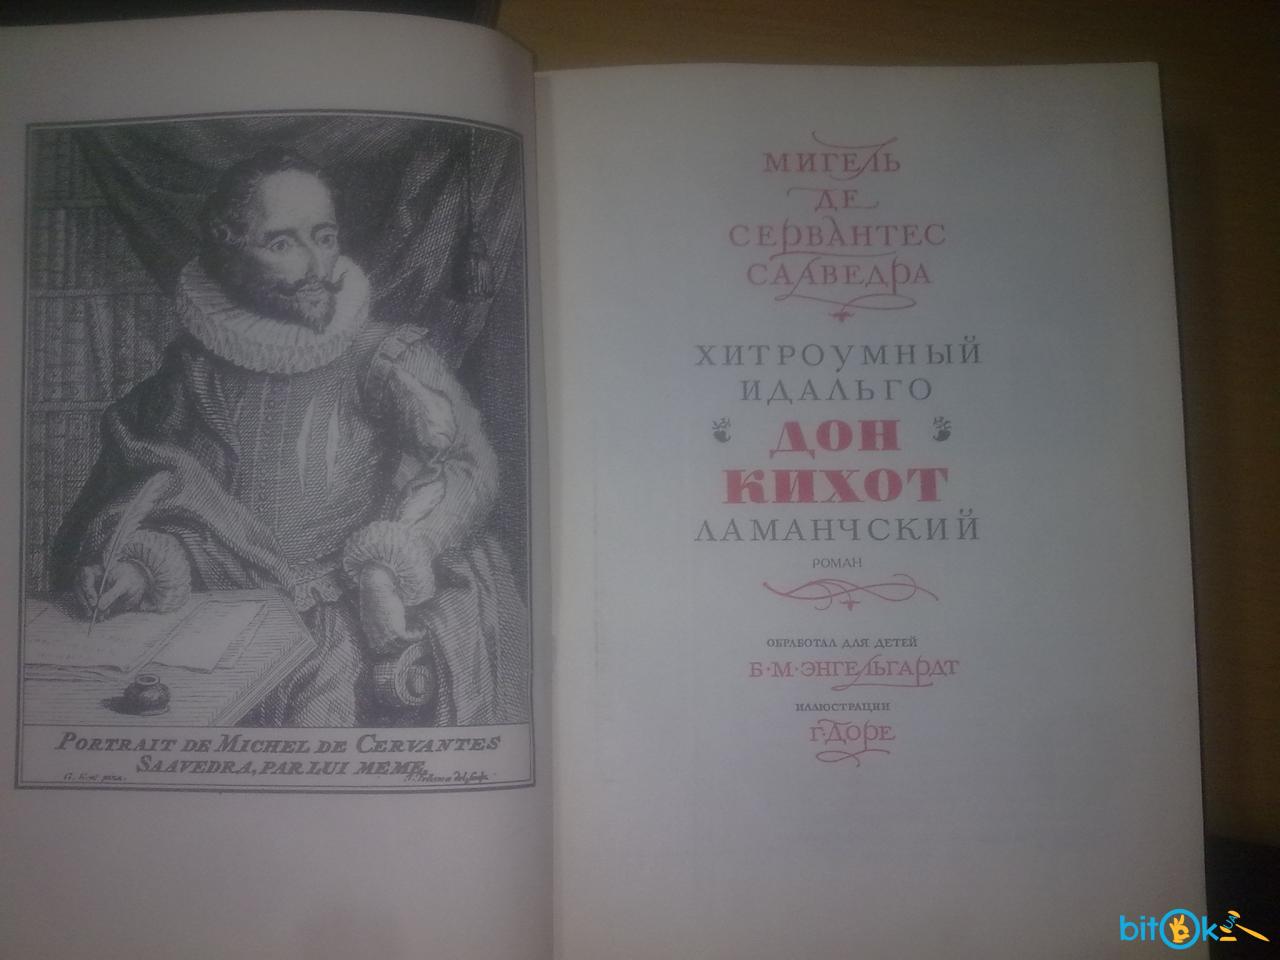 PORTRAIT DE MICHEL DE CERVANTES
SAAVEDRA, PAR LUI MEME.
МИГЕЛЬ
ДЕ
СЕРВАНТЕС
СААВЕДРА
ХИТРОУМНЫЙ
ИДАЛЬГО
ДОН
КИХОТ
ЛАМАНЧСКИЙ
РОМАН
ОБРАБОТАЛ ДЛЯ ДЕТЕЙ
Б·М·ЭНГЕЛЬГАРДТ
ИЛЛЮСТРАЦИИ
Г·ДОРЕ
bitOk UA